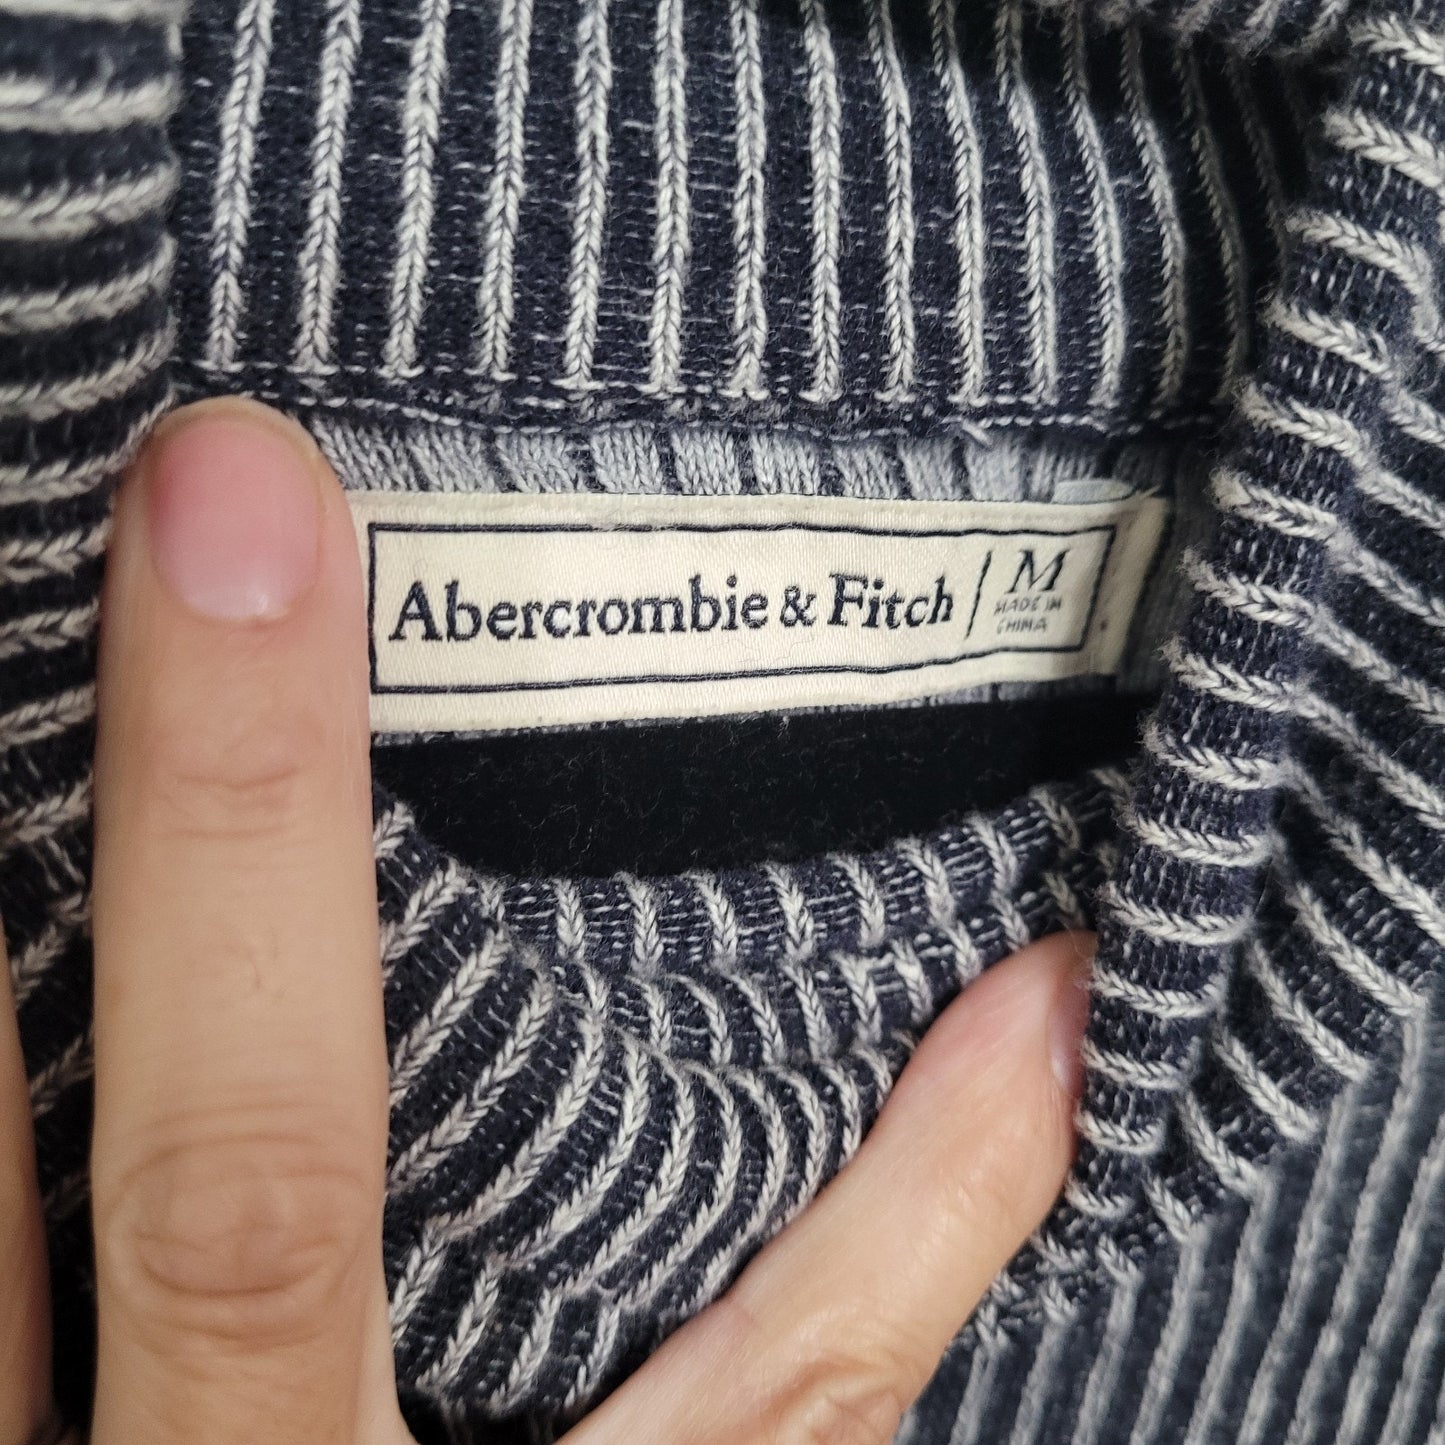 Abercrombie & Fitch | M
MADE IN
CHINA